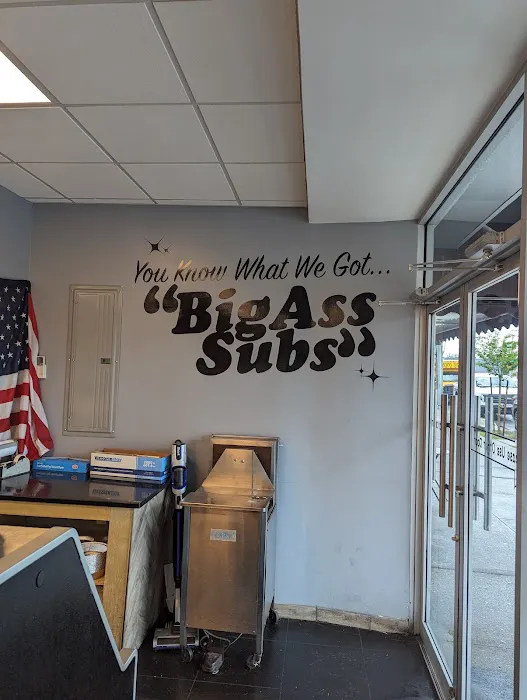 You Know What We Got...
“BigAss
Subs”